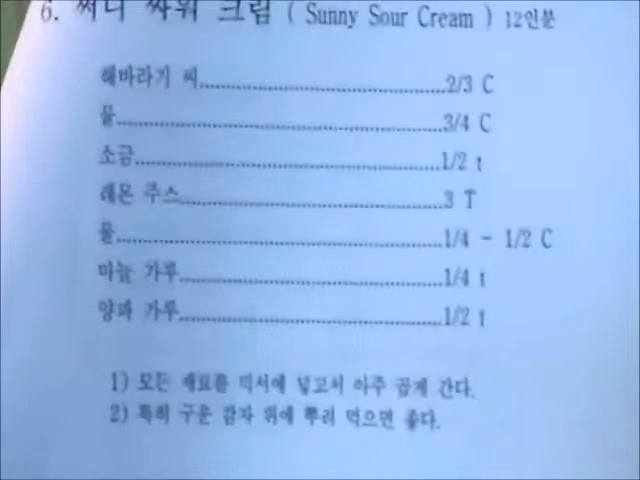 6. 써니 싸워 크림 ( Sunny Sour Cream ) 12인분
해바라기 씨........................................2/3 C
물........................................3/4 C
소금........................................1/2 t
레몬 주스........................................3 T
물........................................1/4 - 1/2 C
마늘 가루........................................1/4 t
양파 가루........................................1/2 t
1) 모든 재료를 믹서에 넣고서 아주 곱게 간다.
2) 특히 구운 감자 위에 뿌려 먹으면 좋다.